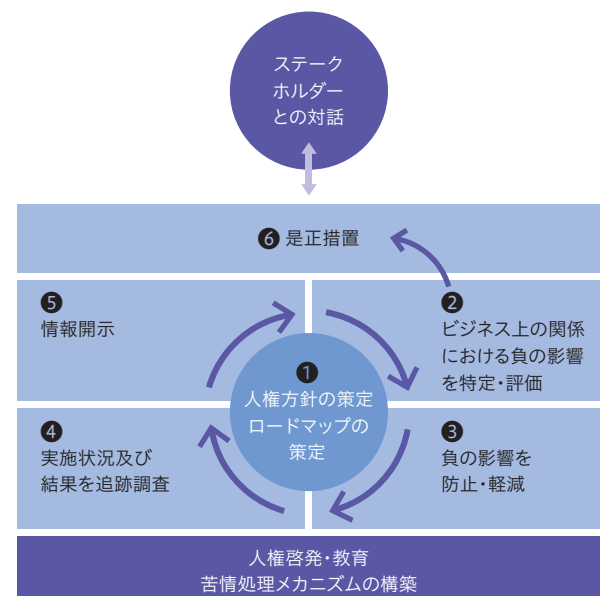 ステーク
ホルダー
との対話
❻ 是正措置
❺
情報開示
❷
ビジネス上の関係
における負の影響
を特定・評価
❶
人権方針の策定
ロードマップの
策定
❹
実施状況及び
結果を追跡調査
❸
負の影響を
防止・軽減
人権啓発・教育
苦情処理メカニズムの構築